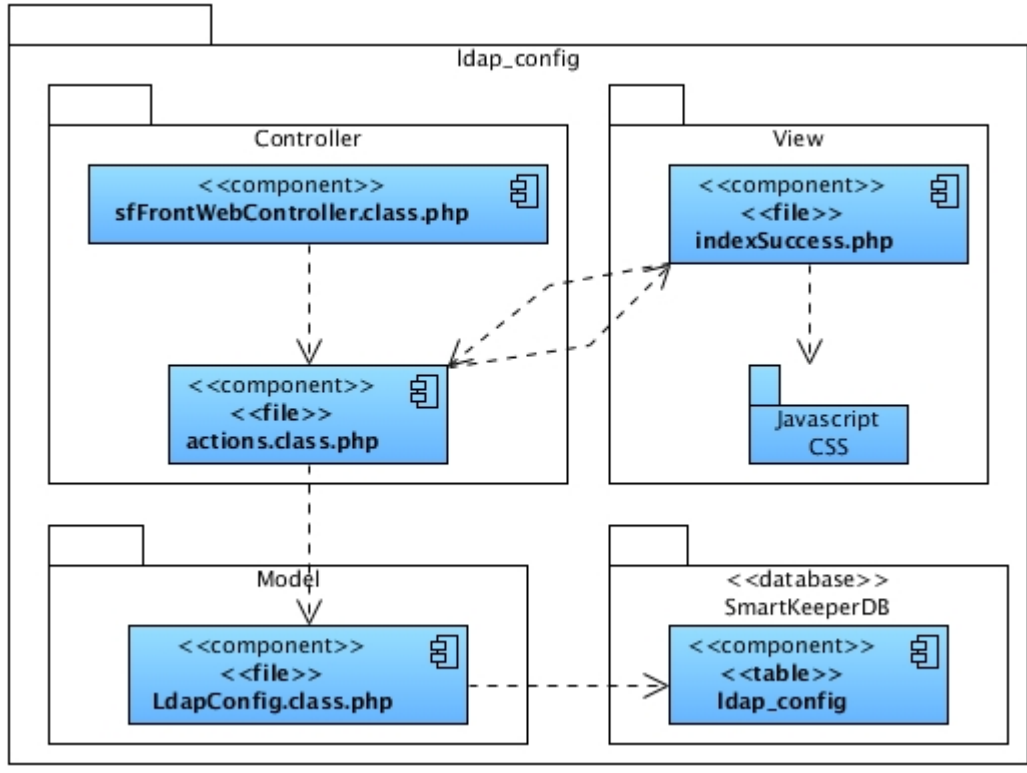 ldap_config
Controller
<<component>>
sfFrontWebController.class.php
<<component>>
<<file>>
actions.class.php
View
<<component>>
<<file>>
indexSuccess.php
Javascript
CSS
Model
<<component>>
<<file>>
LdapConfig.class.php
<<database>>
SmartKeeperDB
<<component>>
<<table>>
ldap_config